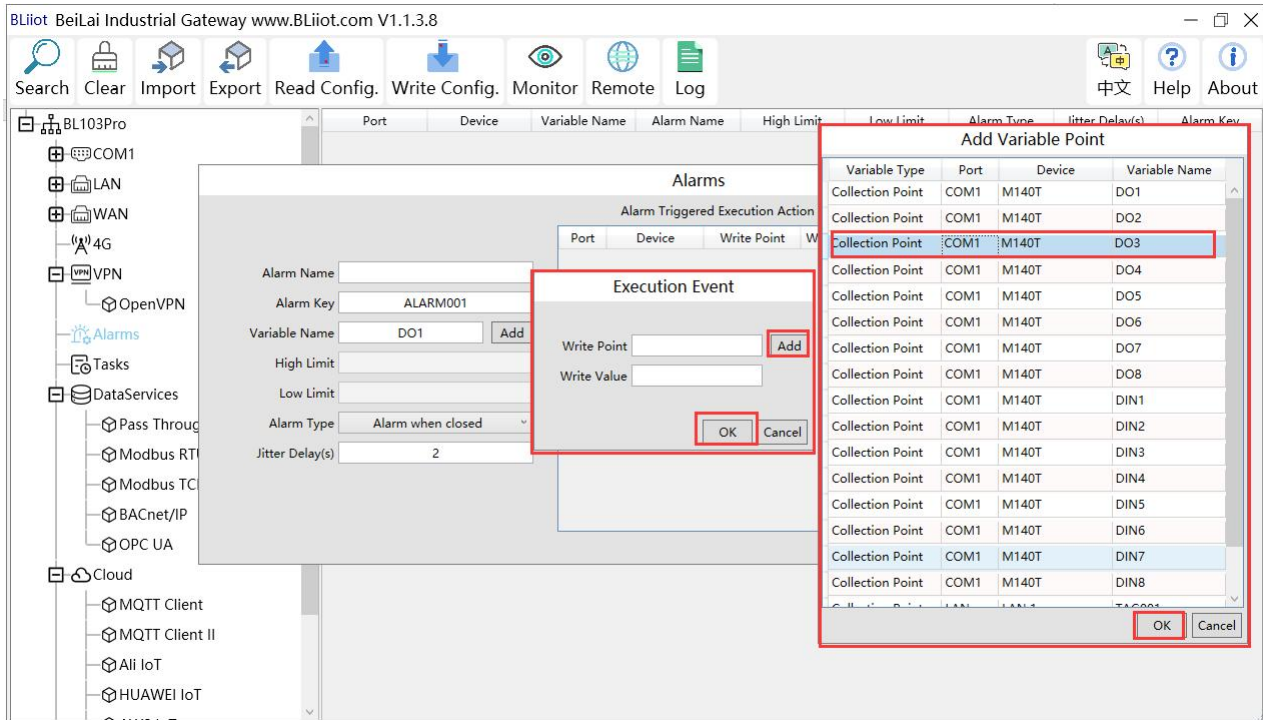 BLiiot BeiLai Industrial Gateway www.BLiiot.com V1.1.3.8
Search Clear Import Export Read Config. Write Config. Monitor Remote Log 中文 Help About
BL103Pro
COM1
LAN
WAN
4G
VPN
OpenVPN
Alarms
Tasks
DataServices
Pass Throug
Modbus RTU
Modbus TC
BACnet/IP
OPC UA
Cloud
MQTT Client
MQTT Client II
Ali IoT
HUAWEI IoT
Port Device Variable Name Alarm Name High Limit Low Limit Alarm Type Jitter Delay(s) Alarm Key
Alarms
Alarm Triggered Execution Action
Port Device Write Point W
Alarm Name
Alarm Key ALARM001
Variable Name DO1 Add
High Limit
Low Limit
Alarm Type Alarm when closed
Jitter Delay(s) 2
Execution Event
Write Point Add
Write Value
OK Cancel
Add Variable Point
Variable Type Port Device Variable Name
Collection Point COM1 M140T DO1
Collection Point COM1 M140T DO2
Collection Point COM1 M140T DO3
Collection Point COM1 M140T DO4
Collection Point COM1 M140T DO5
Collection Point COM1 M140T DO6
Collection Point COM1 M140T DO7
Collection Point COM1 M140T DO8
Collection Point COM1 M140T DIN1
Collection Point COM1 M140T DIN2
Collection Point COM1 M140T DIN3
Collection Point COM1 M140T DIN4
Collection Point COM1 M140T DIN5
Collection Point COM1 M140T DIN6
Collection Point COM1 M140T DIN7
Collection Point COM1 M140T DIN8
OK Cancel